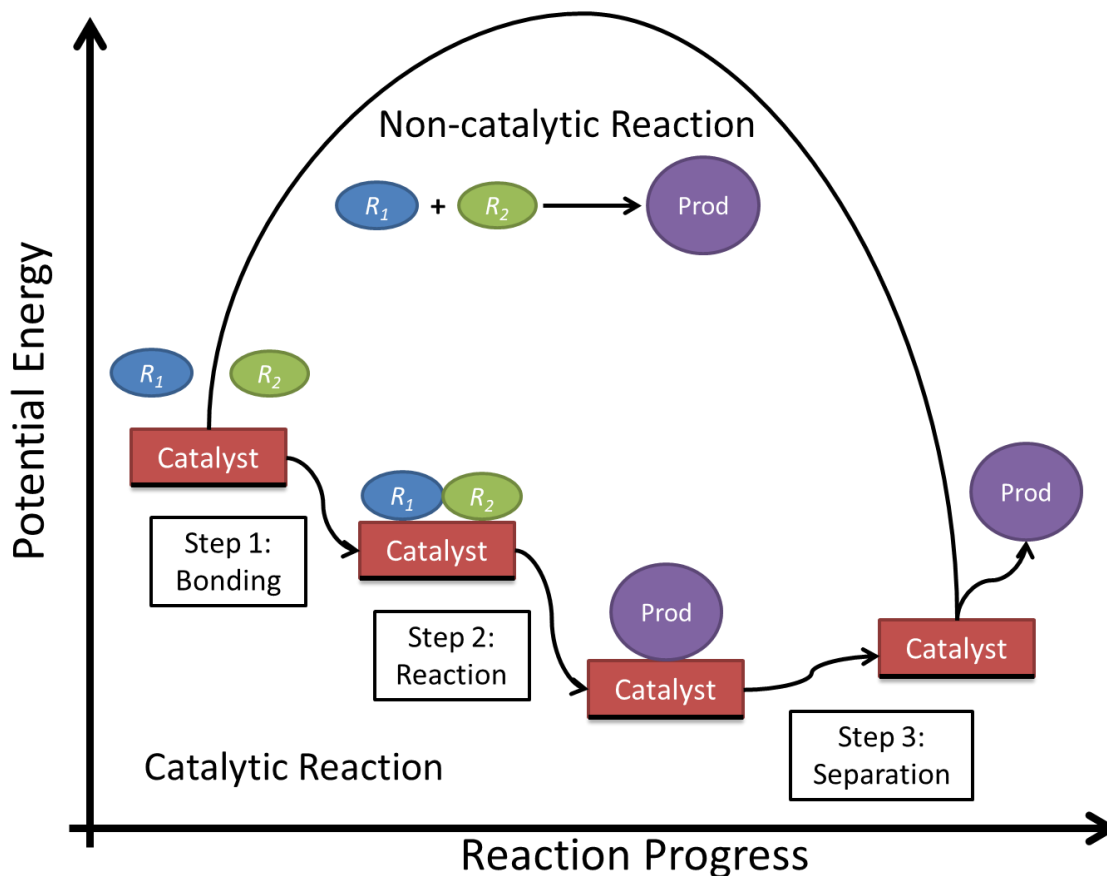 Potential Energy
Non-catalytic Reaction
R1 + R2 Prod
R1 R2
Catalyst
Step 1:
Bonding
R1 R2
Catalyst
Step 2:
Reaction
Prod
Catalyst
Prod
Catalyst
Step 3:
Separation
Catalytic Reaction
Reaction Progress